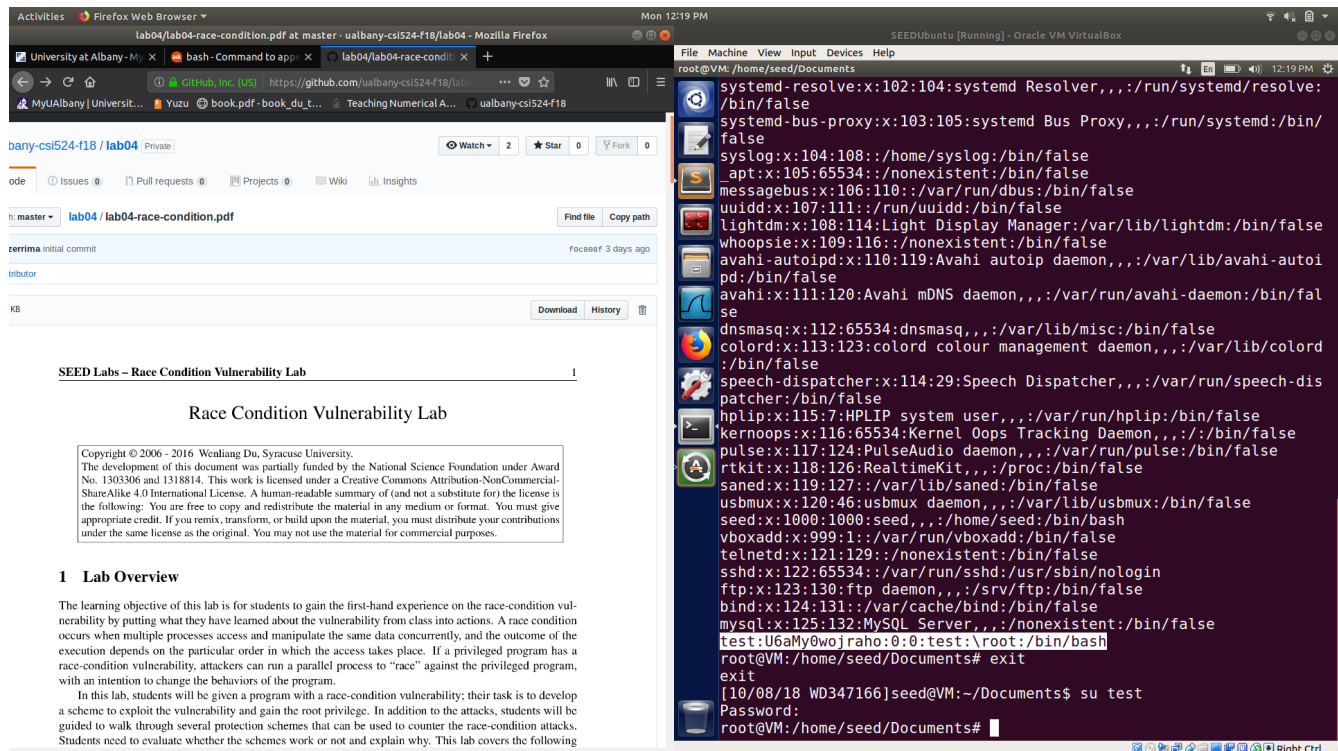 Activities Firefox Web Browser Mon 12:19 PM
lab04/lab04-race-condition.pdf at master · ualbany-csi524-f18/lab04 - Mozilla Firefox
University at Albany - My
bash - Command to appe
lab04/lab04-race-conditi
GitHub, Inc. (US) https://github.com/ualbany-csi524-f18/lab0
MyUAlbany | Universit... Yuzu book.pdf - book_du_t... Teaching Numerical A... ualbany-csi524-f18
bany-csi524-f18 / lab04 Private Watch 2 Star 0 Fork 0
ode Issues 0 Pull requests 0 Projects 0 Wiki Insights
h: master lab04 / lab04-race-condition.pdf Find file Copy path
zerrima initial commit 3 days ago
tributor
KB Download History
SEED Labs – Race Condition Vulnerability Lab 1
Race Condition Vulnerability Lab
Copyright © 2006 - 2016 Wenliang Du, Syracuse University.
The development of this document was partially funded by the National Science Foundation under Award
No. 1303306 and 1318814. This work is licensed under a Creative Commons Attribution-NonCommercial-
ShareAlike 4.0 International License. A human-readable summary of (and not a substitute for) the license is
the following: You are free to copy and redistribute the material in any medium or format. You must give
appropriate credit. If you remix, transform, or build upon the material, you must distribute your contributions
under the same license as the original. You may not use the material for commercial purposes.
1 Lab Overview
The learning objective of this lab is for students to gain the first-hand experience on the race-condition vul-
nerability by putting what they have learned about the vulnerability from class into actions. A race condition
occurs when multiple processes access and manipulate the same data concurrently, and the outcome of the
execution depends on the particular order in which the access takes place. If a privileged program has a
race-condition vulnerability, attackers can run a parallel process to “race” against the privileged program,
with an intention to change the behaviors of the program.
In this lab, students will be given a program with a race-condition vulnerability; their task is to develop
a scheme to exploit the vulnerability and gain the root privilege. In addition to the attacks, students will be
guided to walk through several protection schemes that can be used to counter the race-condition attacks.
Students need to evaluate whether the schemes work or not and explain why. This lab covers the following
SEEDUbuntu [Running] - Oracle VM VirtualBox
File Machine View Input Devices Help
root@VM: /home/seed/Documents En 12:19 PM
systemd-resolve:x:102:104:systemd Resolver,,,:/run/systemd/resolve:
/bin/false
systemd-bus-proxy:x:103:105:systemd Bus Proxy,,,:/run/systemd:/bin/
false
syslog:x:104:108::/home/syslog:/bin/false
_apt:x:105:65534::/nonexistent:/bin/false
messagebus:x:106:110::/var/run/dbus:/bin/false
uuidd:x:107:111::/run/uuidd:/bin/false
lightdm:x:108:114:Light Display Manager:/var/lib/lightdm:/bin/false
whoopsie:x:109:116::/nonexistent:/bin/false
avahi-autoipd:x:110:119:Avahi autoip daemon,,,:/var/lib/avahi-autoi
pd:/bin/false
avahi:x:111:120:Avahi mDNS daemon,,,:/var/run/avahi-daemon:/bin/fal
se
dnsmasq:x:112:65534:dnsmasq,,,:/var/lib/misc:/bin/false
colord:x:113:123:colord colour management daemon,,,:/var/lib/colord
:/bin/false
speech-dispatcher:x:114:29:Speech Dispatcher,,,:/var/run/speech-dis
patcher:/bin/false
hplip:x:115:7:HPLIP system user,,,:/var/run/hplip:/bin/false
kernoops:x:116:65534:Kernel Oops Tracking Daemon,,,:/:/bin/false
pulse:x:117:124:PulseAudio daemon,,,:/var/run/pulse:/bin/false
rtkit:x:118:126:RealtimeKit,,,:/proc:/bin/false
saned:x:119:127::/var/lib/saned:/bin/false
usbmux:x:120:46:usbmux daemon,,,:/var/lib/usbmux:/bin/false
seed:x:1000:1000:seed,,,:/home/seed:/bin/bash
vboxadd:x:999:1::/var/run/vboxadd:/bin/false
telnetd:x:121:129::/nonexistent:/bin/false
sshd:x:122:65534::/var/run/sshd:/usr/sbin/nologin
ftp:x:123:130:ftp daemon,,,:/srv/ftp:/bin/false
bind:x:124:131::/var/cache/bind:/bin/false
mysql:x:125:132:MySQL Server,,,:/nonexistent:/bin/false
test:U6aMy0wojraho:0:0:test:\root:/bin/bash
root@VM:/home/seed/Documents# exit
exit
[10/08/18 WD347166]seed@VM:~/Documents$ su test
Password:
root@VM:/home/seed/Documents#
Right Ctrl